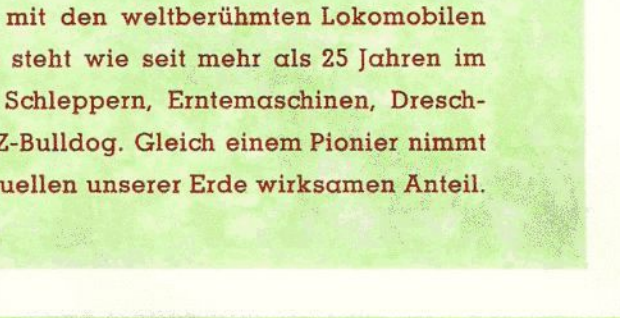 mit den weltberühmten Lokomobilen
steht wie seit mehr als 25 Jahren im
Schleppern, Erntemaschinen, Dresch-
Z-Bulldog. Gleich einem Pionier nimmt
uellen unserer Erde wirksamen Anteil.